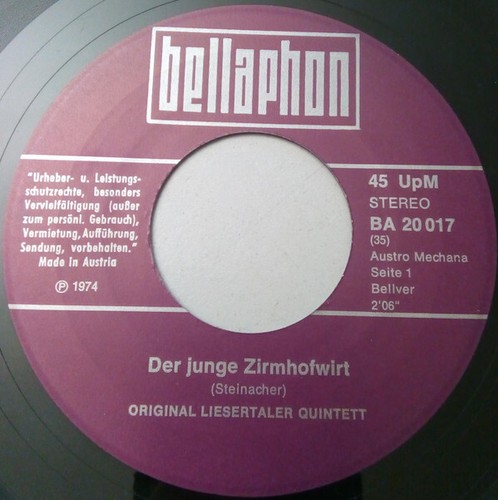 bellaphon
"Urheber- u. Leistungs-
schutzrechte, besonders
Vervielfältigung (außer
zum persönl. Gebrauch),
Vermietung, Aufführung,
Sendung, vorbehalten."
Made in Austria
Ⓟ 1974
45 UpM
STEREO
BA 20 017
(35)
Austro Mechana
Seite 1
Bellver
2'06"
Der junge Zirmhofwirt
(Steinacher)
ORIGINAL LIESERTALER QUINTETT